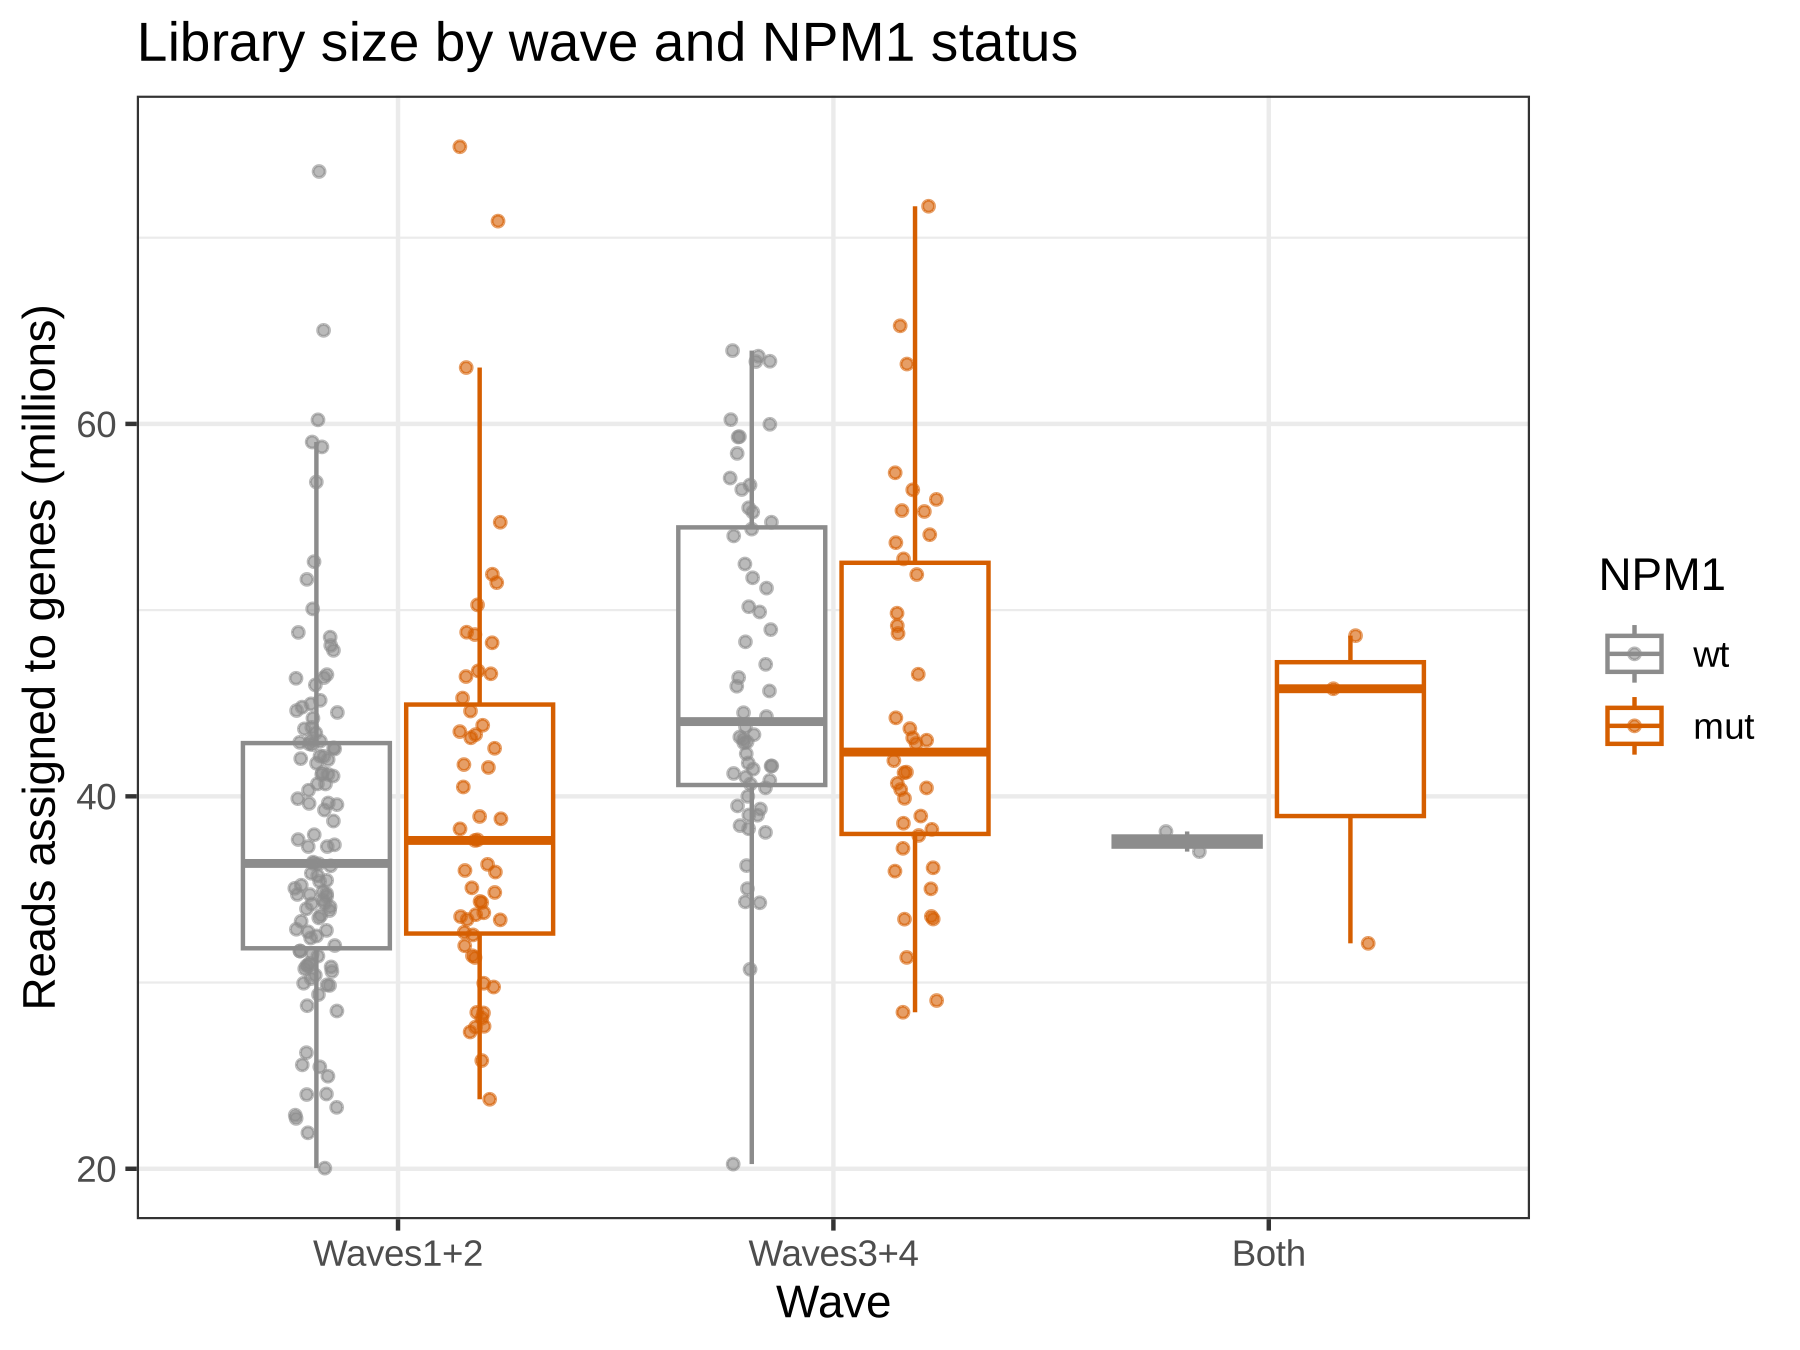 Library size by wave and NPM1 status
Reads assigned to genes (millions)
60
40
20
Waves1+2
Waves3+4
Both
Wave
NPM1
wt
mut